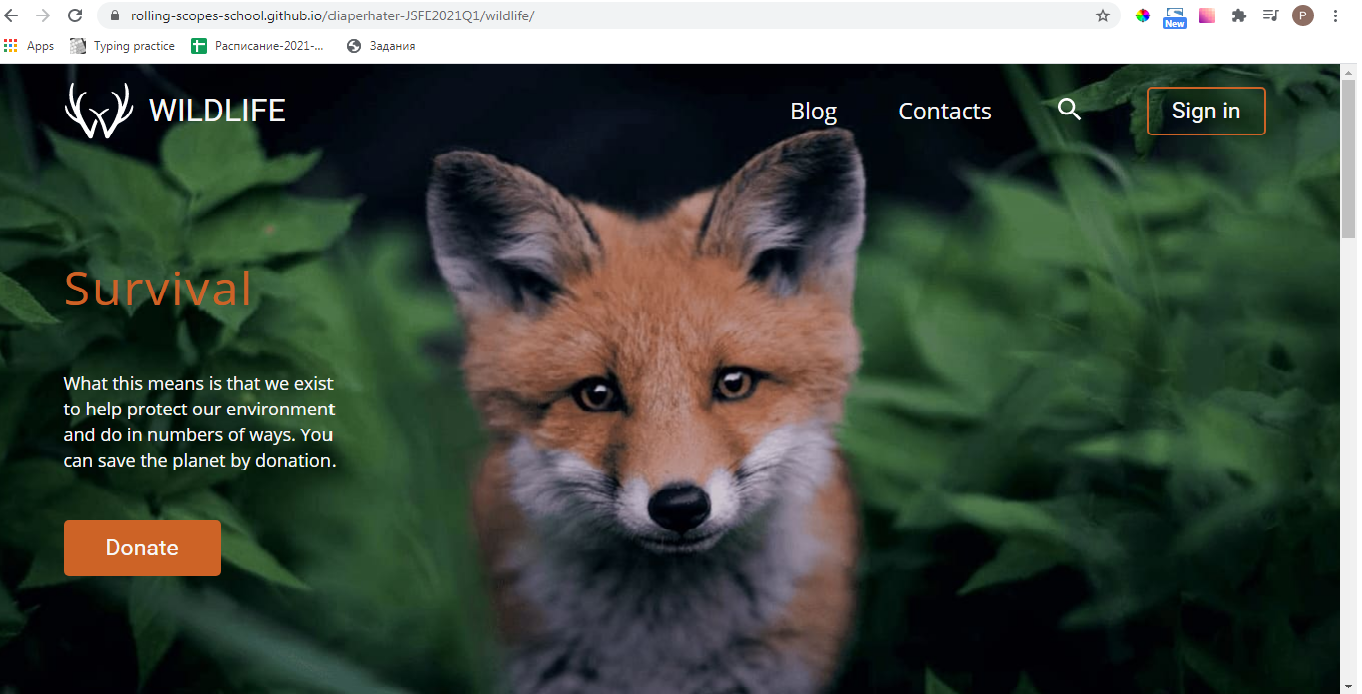 rolling-scopes-school.github.io/diaperhater-JSFE2021Q1/wildlife/
New
P
Apps
Typing practice
Расписание-2021-...
Задания
WILDLIFE
Blog
Contacts
Sign in
Survival
What this means is that we exist
to help protect our environment
and do in numbers of ways. You
can save the planet by donation.
Donate